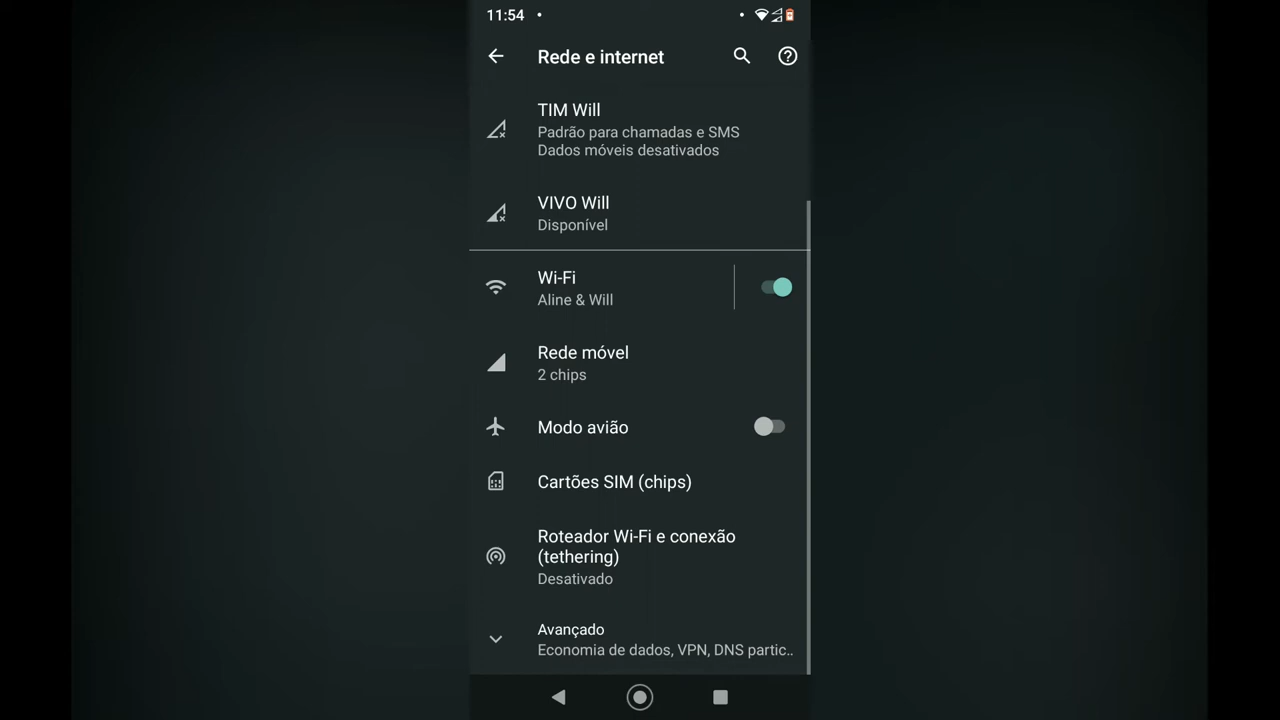 11:54
Rede e internet
TIM Will
Padrão para chamadas e SMS
Dados móveis desativados
VIVO Will
Disponível
Wi-Fi
Aline & Will
Rede móvel
2 chips
Modo avião
Cartões SIM (chips)
Roteador Wi-Fi e conexão
(tethering)
Desativado
Avançado
Economia de dados, VPN, DNS partic..